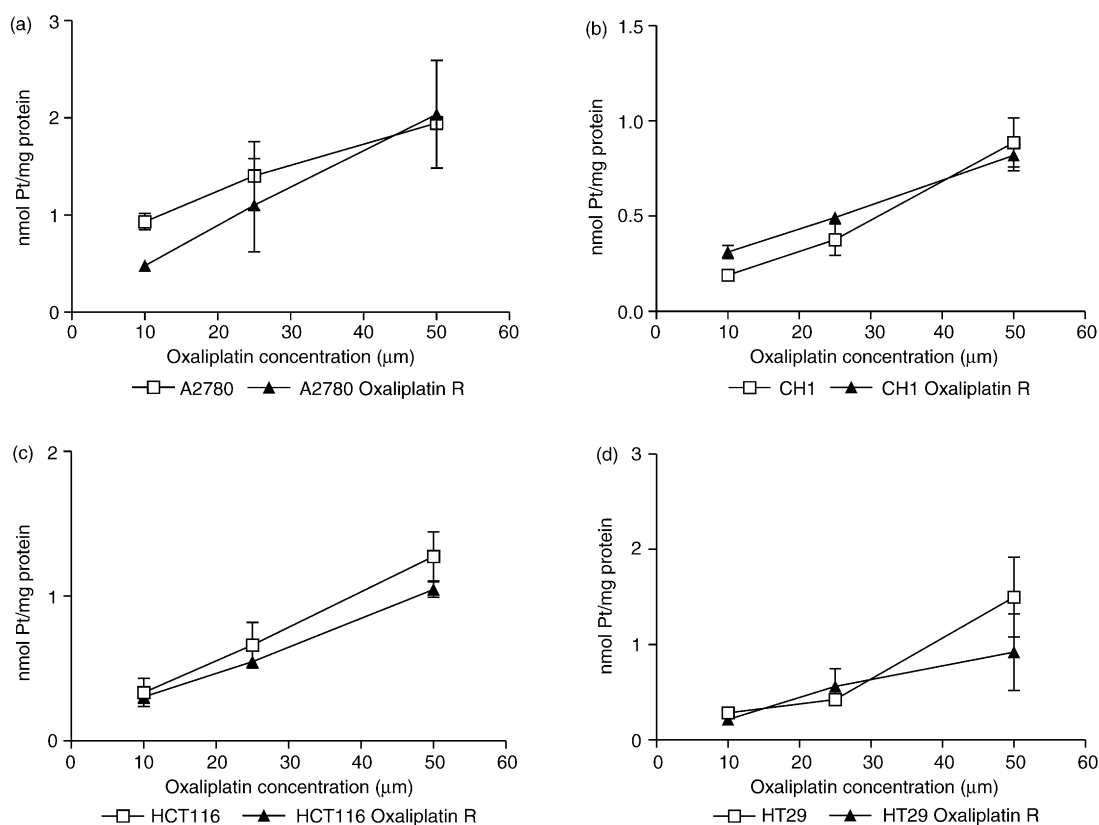 (a)
3
2
1
0
nmol Pt/mg protein
0 10 20 30 40 50 60
Oxaliplatin concentration (μm)
A2780 A2780 Oxaliplatin R
(b)
1.5
1.0
0.5
0.0
nmol Pt/mg protein
0 10 20 30 40 50 60
Oxaliplatin concentration (μm)
CH1 CH1 Oxaliplatin R
(c)
2
1
0
nmol Pt/mg protein
0 10 20 30 40 50 60
Oxaliplatin concentration (μm)
HCT116 HCT116 Oxaliplatin R
(d)
3
2
1
0
nmol Pt/mg protein
0 10 20 30 40 50 60
Oxaliplatin concentration (μm)
HT29 HT29 Oxaliplatin R